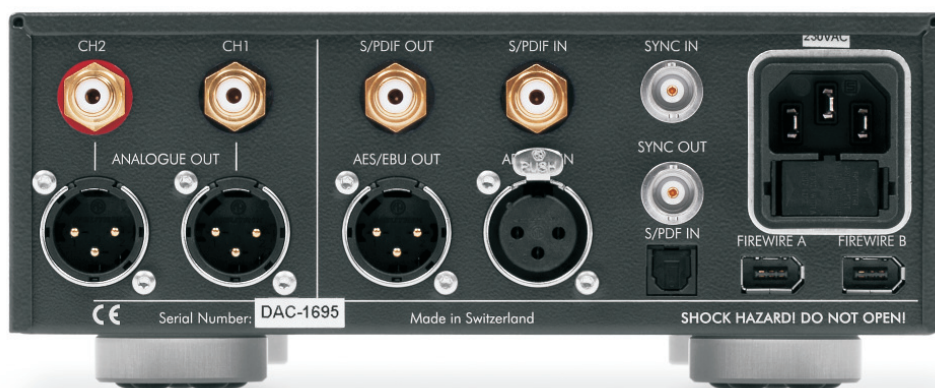 CH2 CH1 S/PDIF OUT S/PDIF IN SYNC IN 230VAC
ANALOGUE OUT AES/EBU OUT PUSH SYNC OUT
S/PDF IN FIREWIRE A FIREWIRE B
CE Serial Number: DAC-1695 Made in Switzerland SHOCK HAZARD! DO NOT OPEN!